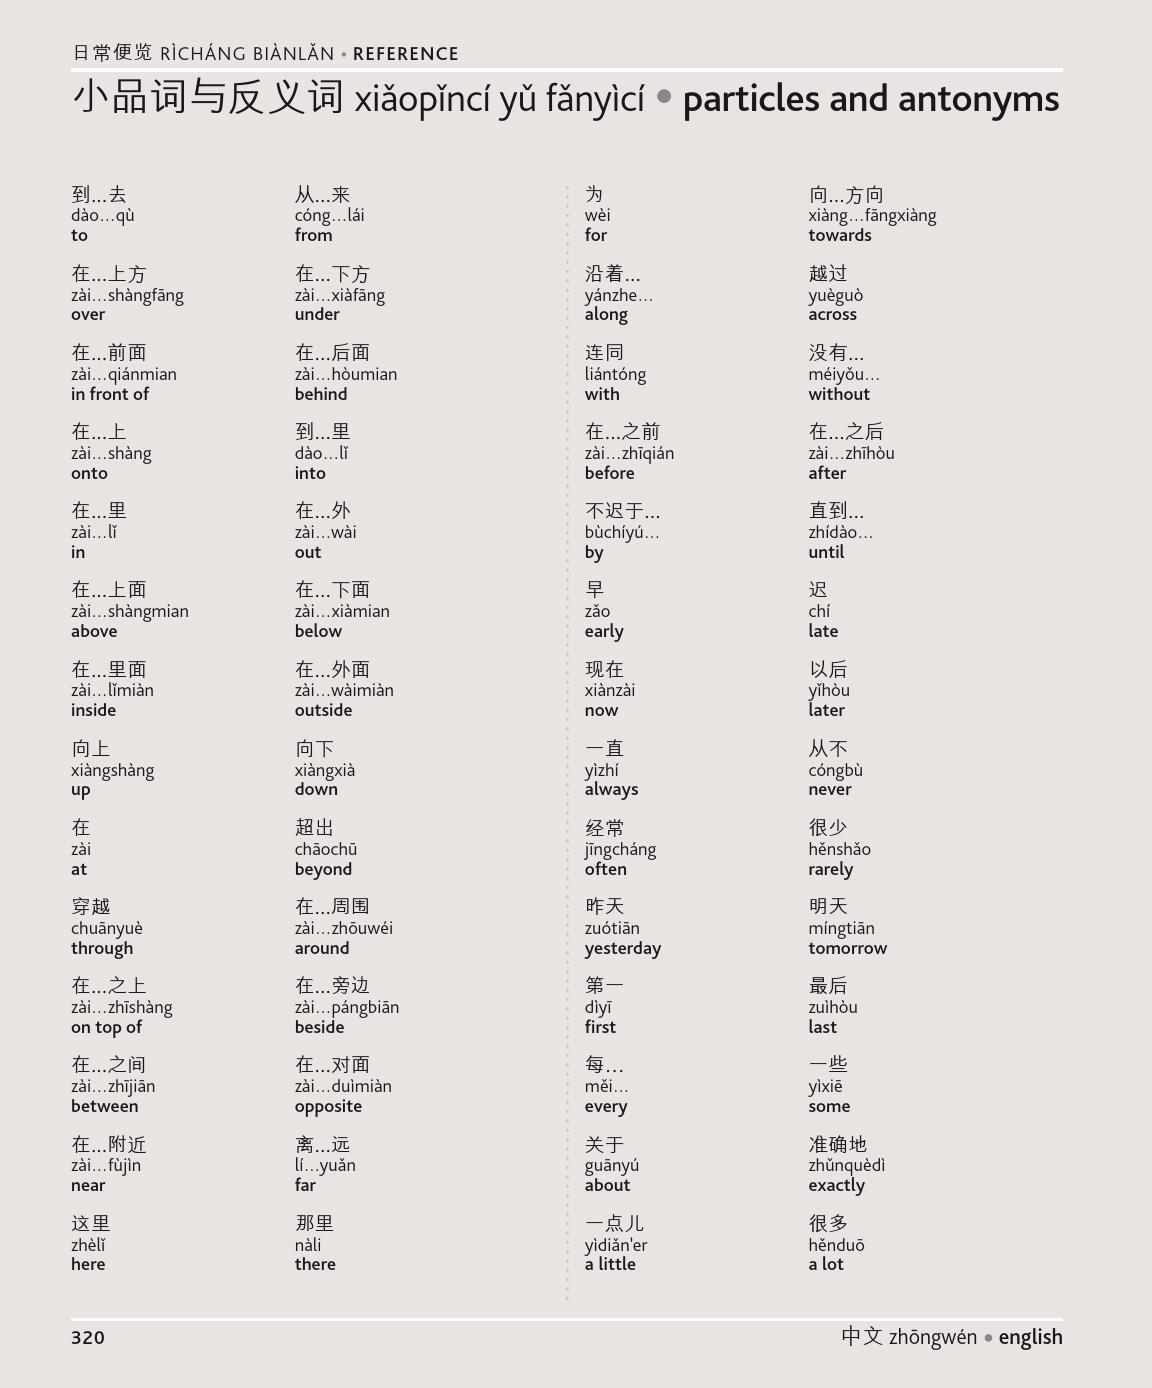 日常便览 RÌCHÁNG BIÀNLǍN • REFERENCE
小品词与反义词 xiǎopǐncí yǔ fǎnyìcí • particles and antonyms
到…去
dào…qù
to
在…上方
zài…shàngfāng
over
在…前面
zài…qiánmian
in front of
在…上
zài…shàng
onto
在…里
zài…lǐ
in
在…上面
zài…shàngmian
above
在…里面
zài…lǐmiàn
inside
向上
xiàngshàng
up
在
zài
at
穿越
chuānyuè
through
在…之上
zài…zhīshàng
on top of
在…之间
zài…zhījiān
between
在…附近
zài…fùjìn
near
这里
zhèlǐ
here
从…来
cóng…lái
from
在…下方
zài…xiàfāng
under
在…后面
zài…hòumian
behind
到…里
dào…lǐ
into
在…外
zài…wài
out
在…下面
zài…xiàmian
below
在…外面
zài…wàimiàn
outside
向下
xiàngxià
down
超出
chāochū
beyond
在…周围
zài…zhōuwéi
around
在…旁边
zài…pángbiān
beside
在…对面
zài…duìmiàn
opposite
离…远
lí…yuǎn
far
那里
nàli
there
为
wèi
for
沿着…
yánzhe…
along
连同
liántóng
with
在…之前
zài…zhīqián
before
不迟于…
bùchíyú…
by
早
zǎo
early
现在
xiànzài
now
一直
yìzhí
always
经常
jīngcháng
often
昨天
zuótiān
yesterday
第一
dìyī
first
每…
měi…
every
关于
guānyú
about
一点儿
yìdiǎn'er
a little
向…方向
xiàng…fāngxiàng
towards
越过
yuèguò
across
没有…
méiyǒu…
without
在…之后
zài…zhīhòu
after
直到…
zhídào…
until
迟
chí
late
以后
yǐhòu
later
从不
cóngbù
never
很少
hěnshǎo
rarely
明天
míngtiān
tomorrow
最后
zuìhòu
last
一些
yìxiē
some
准确地
zhǔnquèdì
exactly
很多
hěnduō
a lot
320
中文 zhōngwén • english